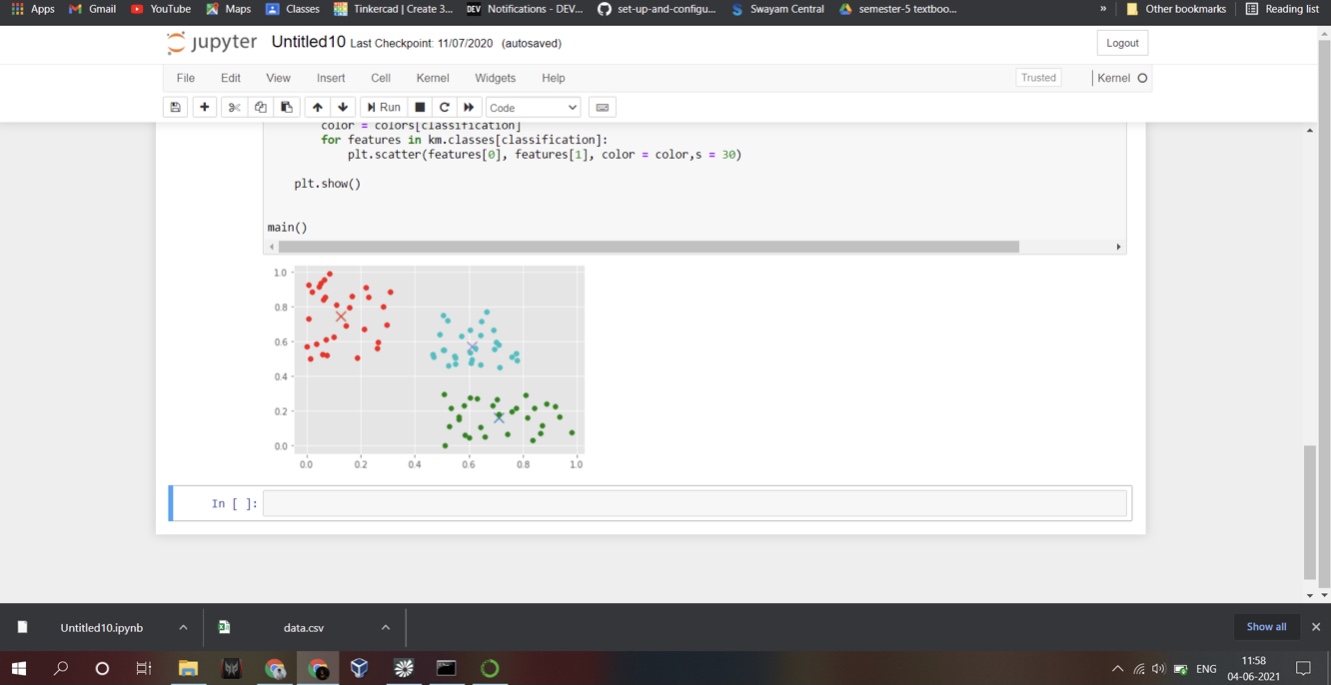 Apps Gmail YouTube Maps Classes Tinkercad | Create 3... DEV Notifications - DEV... set-up-and-configu... Swayam Central semester-5 textboo... » Other bookmarks Reading list
jupyter Untitled10 Last Checkpoint: 11/07/2020 (autosaved) Logout
File Edit View Insert Cell Kernel Widgets Help Trusted Kernel
Run Code
color = colors[classification]
for features in km.classes[classification]:
plt.scatter(features[0], features[1], color = color,s = 30)
plt.show()
main()
1.0
0.8
0.6
0.4
0.2
0.0
0.0 0.2 0.4 0.6 0.8 1.0
In [ ]:
Untitled10.ipynb data.csv Show all
ENG 11:58
04-06-2021